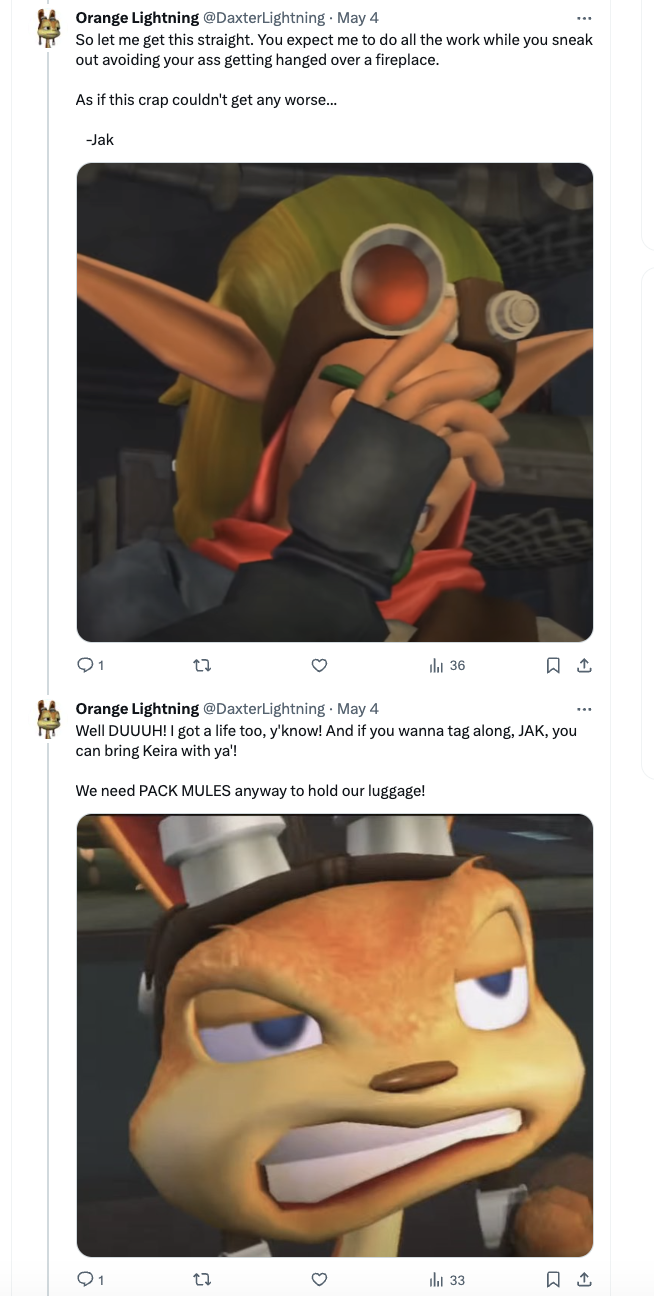 Orange Lightning @DaxterLightning · May 4
So let me get this straight. You expect me to do all the work while you sneak
out avoiding your ass getting hanged over a fireplace.
As if this crap couldn't get any worse...
-Jak
1
36
Orange Lightning @DaxterLightning · May 4
Well DUUUH! I got a life too, y'know! And if you wanna tag along, JAK, you
can bring Keira with ya'!
We need PACK MULES anyway to hold our luggage!
1
33